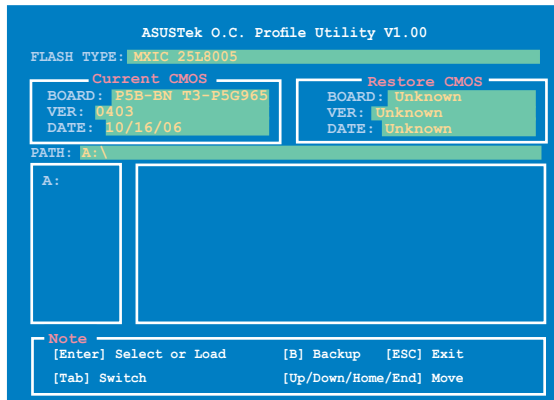 ASUSTek O.C. Profile Utility V1.00
FLASH TYPE: MXIC 25L8005
Current CMOS
BOARD: P5B-BN T3-P5G965
VER: 0403
DATE: 10/16/06
Restore CMOS
BOARD: Unknown
VER: Unknown
DATE: Unknown
PATH: A:\
A:
Note
[Enter] Select or Load [B] Backup [ESC] Exit
[Tab] Switch [Up/Down/Home/End] Move